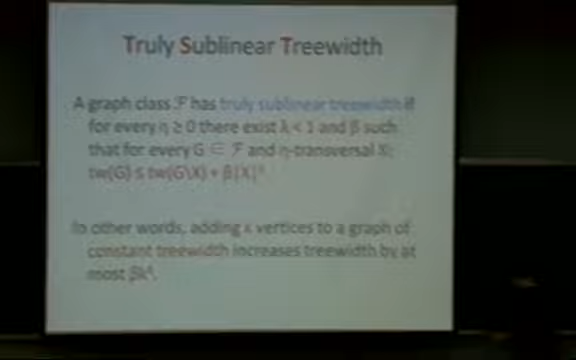 Truly Sublinear Treewidth
A graph class ℱ has truly sublinear treewidth if
for every η ≥ 0 there exist λ < 1 and β such
that for every G ∈ ℱ and η-transversal X:
tw(G) ≤ tw(G\X) + β|X|^λ
In other words, adding k vertices to a graph of
constant treewidth increases treewidth by at
most βk^λ.